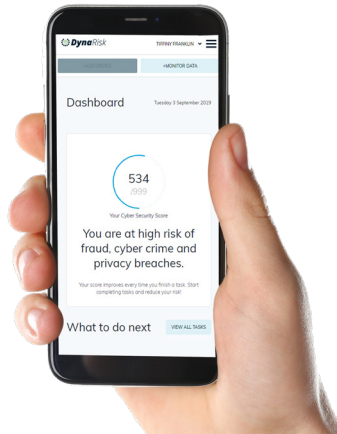 DynaRisk
TIFFNY FRANKLIN
+MONITOR DATA
Dashboard
Tuesday 3 September 2019
534
/999
Your Cyber Security Score
You are at high risk of
fraud, cyber crime and
privacy breaches.
Your score improves every time you finish a task. Start
completing tasks and reduce your risk!
What to do next
VIEW ALL TASKS